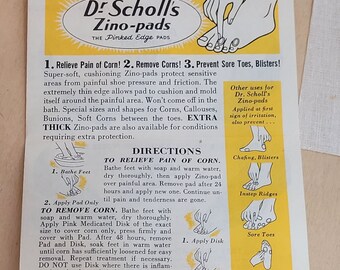 Dr Scholl's
Zino-pads
THE Pinked Edge PADS
1. Relieve Pain of Corn! 2. Remove Corns! 3. Prevent Sore Toes, Blisters!
Super-soft, cushioning Zino-pads protect sensitive
areas from painful shoe pressure and friction. The
extremely thin edge allows pad to cushion and mold
itself around the painful area. Won't come off in the
bath. Special sizes and shapes for Corns, Callouses,
Bunions, Soft Corns between the toes. EXTRA
THICK Zino-pads are also available for conditions
requiring extra protection.
Other uses for
Dr. Scholl's
Zino-pads
Applied at first
sign of irritation,
also prevent . .
Chafing, Blisters
Instep Ridges
Sore Toes
DIRECTIONS
TO RELIEVE PAIN OF CORN.
Bathe feet with soap and water,
dry thoroughly, then apply Zino-pad
over painful area. Remove pad after 24
hours and apply new one. Continue un-
til pain and tenderness are gone.
1. Bathe Feet
2. Apply Pad Only
TO REMOVE CORN. Bathe feet with
soap and water, dry thoroughly.
Apply Pink Medicated Disk of the exact
size to cover corn only, press firmly and
cover with Pad. After 48 hours, remove
Pad and Disk, soak feet in warm water
until corn has sufficiently loosened for easy
removal. Repeat treatment if necessary.
DO NOT use Disk where there is inflam-
1. Apply Disk